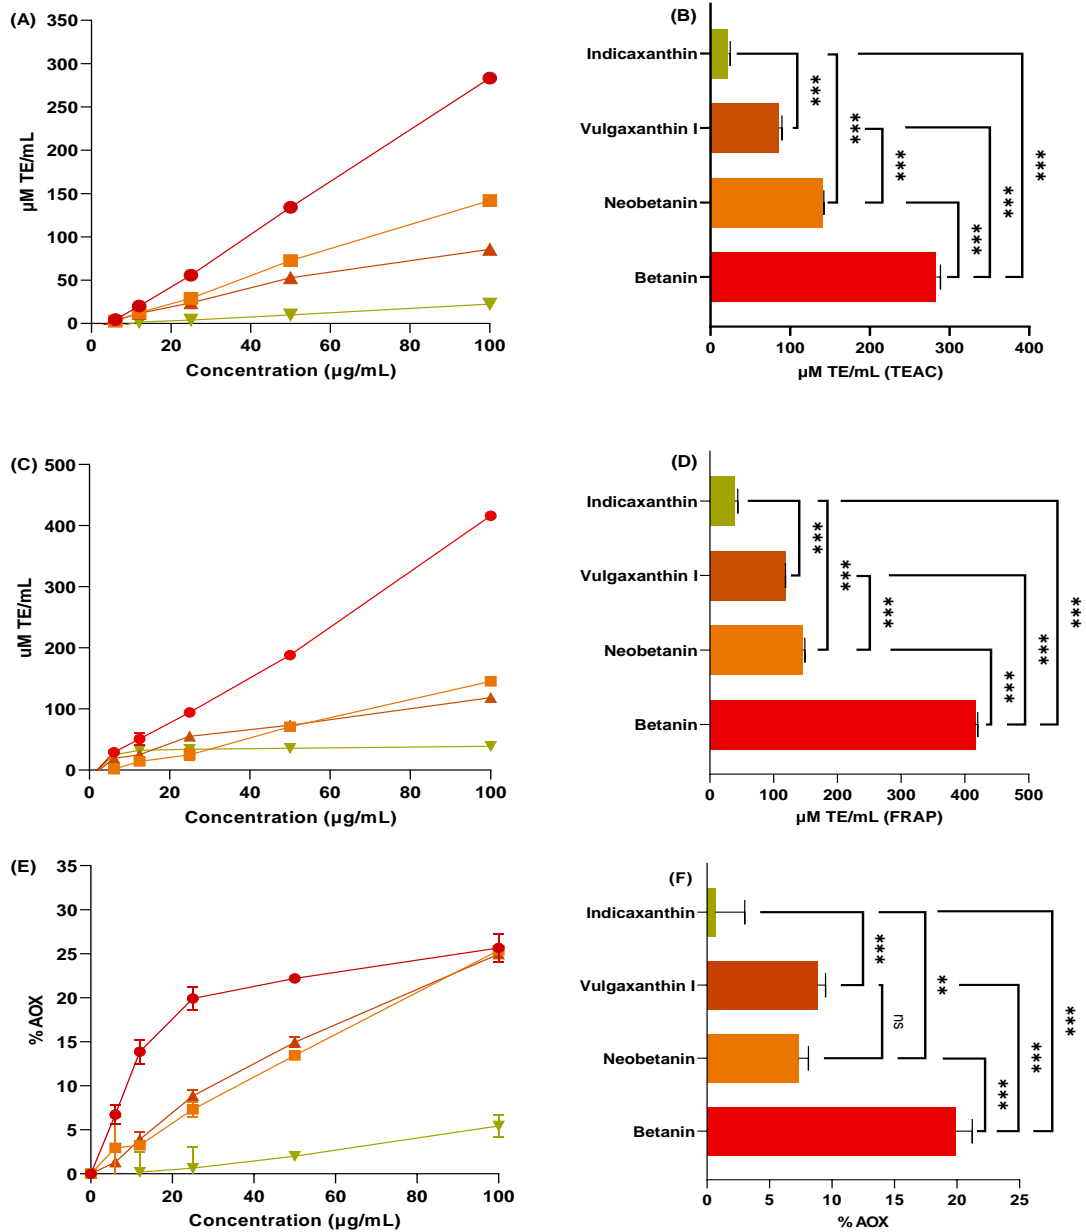 (A)
350
300
250
200
150
100
50
0
µM TE/mL
0 20 40 60 80 100
Concentration (µg/mL)
(B)
Indicaxanthin
Vulgaxanthin I
Neobetanin
Betanin
***
***
***
***
***
***
0 100 200 300 400
µM TE/mL (TEAC)
(C)
500
400
300
200
100
0
uM TE/mL
0 20 40 60 80 100
Concentration (µg/mL)
(D)
Indicaxanthin
Vulgaxanthin I
Neobetanin
Betanin
***
***
***
***
***
***
0 100 200 300 400 500
µM TE/mL (FRAP)
(E)
35
30
25
20
15
10
5
0
% AOX
0 20 40 60 80 100
Concentration (µg/mL)
(F)
Indicaxanthin
Vulgaxanthin I
Neobetanin
Betanin
***
ns
**
***
***
***
0 5 10 15 20 25
% AOX